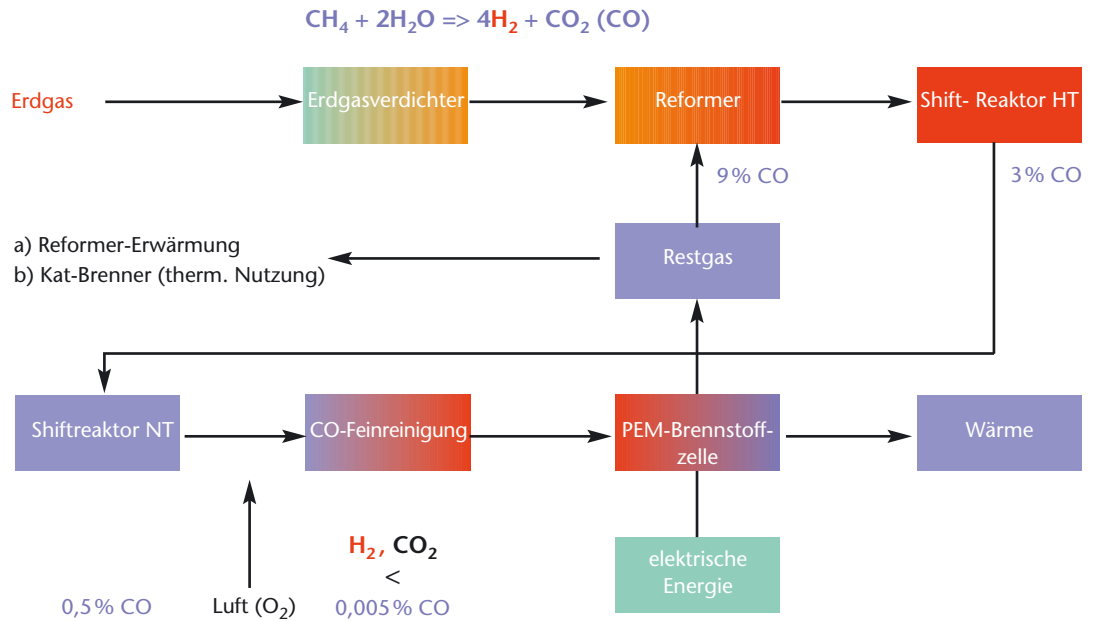 CH₄ + 2H₂O => 4H₂ + CO₂ (CO)
Erdgas
Erdgasverdichter
Reformer
Shift- Reaktor HT
9 % CO
3 % CO
a) Reformer-Erwärmung
b) Kat-Brenner (therm. Nutzung)
Restgas
Shiftreaktor NT
CO-Feinreinigung
PEM-Brennstoff-
zelle
Wärme
H₂, CO₂
<
0,005 % CO
elektrische
Energie
0,5 % CO
Luft (O₂)